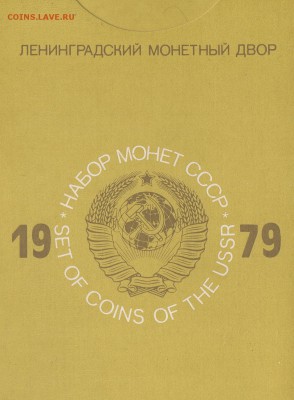 COINS.LAVE.RU
ЛЕНИНГРАДСКИЙ МОНЕТНЫЙ ДВОР
НАБОР МОНЕТ СССР
19 79
SET OF COINS OF THE USSR